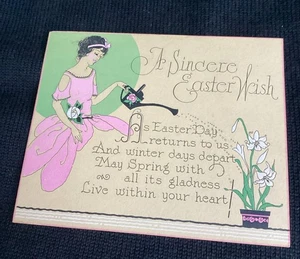 A Sincere
Easter Wish
As Easter Day
returns to us
And winter days depart
May Spring with
all its gladness
Live within your heart